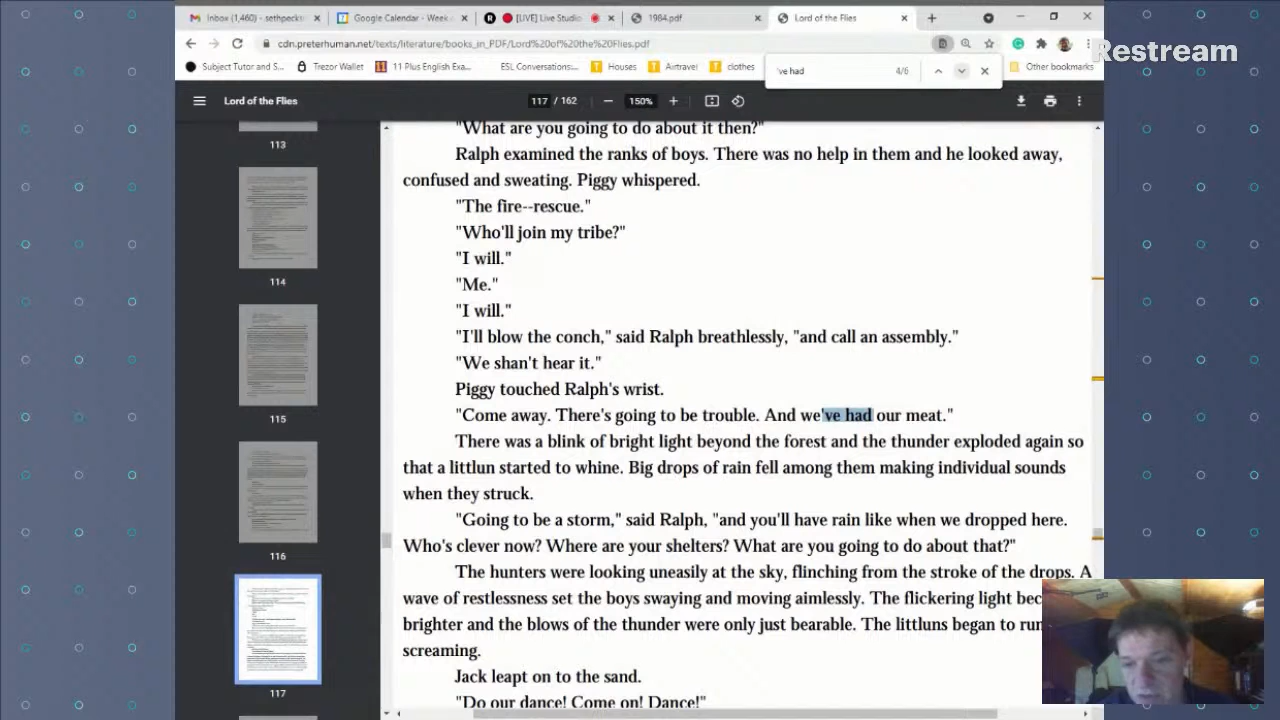 Inbox (1,460) - sethpecks
Google Calendar - Week
[LIVE] Live Studio
1984.pdf
Lord of the Flies
cdn.preterhuman.net/texts/literature/books_in_PDF/Lord%20of%20the%20Flies.pdf
Restream
Subject Tutor and S...
Trezor Wallet
11 Plus English Exa...
ESL Conversations:...
Houses
Airtravel
clothes
've had
4/6
Other bookmarks
Lord of the Flies
117 / 162
150%
113
114
115
116
117
"What are you going to do about it then?"
Ralph examined the ranks of boys. There was no help in them and he looked away,
confused and sweating. Piggy whispered.
"The fire--rescue."
"Who'll join my tribe?"
"I will."
"Me."
"I will."
"I'll blow the conch," said Ralph breathlessly, "and call an assembly."
"We shan't hear it."
Piggy touched Ralph's wrist.
"Come away. There's going to be trouble. And we've had our meat."
There was a blink of bright light beyond the forest and the thunder exploded again so
that a littlun started to whine. Big drops of rain fell among them making individual sounds
when they struck.
"Going to be a storm," said Ralph, "and you'll have rain like when we dropped here.
Who's clever now? Where are your shelters? What are you going to do about that?"
The hunters were looking uneasily at the sky, flinching from the stroke of the drops. A
wave of restlessness set the boys swaying and moving aimlessly. The flickering light bec
brighter and the blows of the thunder were only just bearable. The littluns began to run
screaming.
Jack leapt on to the sand.
"Do our dance! Come on! Dance!"